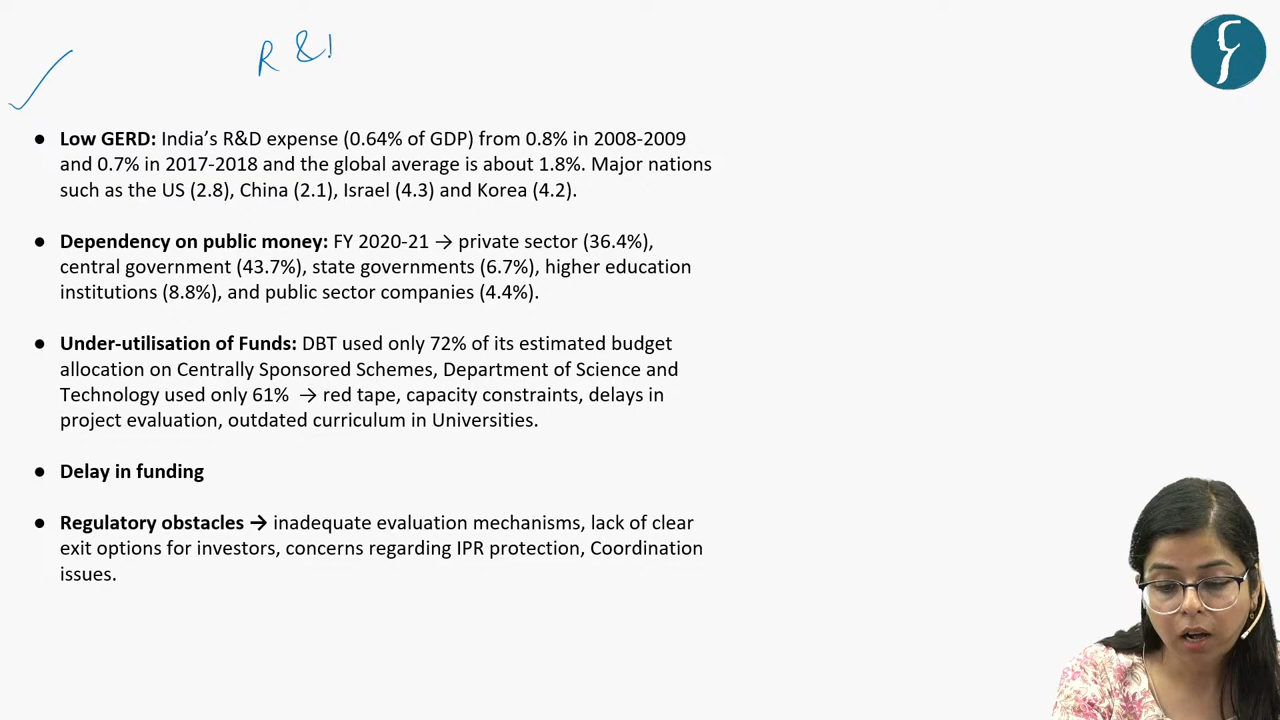 R &
● Low GERD: India’s R&D expense (0.64% of GDP) from 0.8% in 2008-2009
and 0.7% in 2017-2018 and the global average is about 1.8%. Major nations
such as the US (2.8), China (2.1), Israel (4.3) and Korea (4.2).
● Dependency on public money: FY 2020-21 → private sector (36.4%),
central government (43.7%), state governments (6.7%), higher education
institutions (8.8%), and public sector companies (4.4%).
● Under-utilisation of Funds: DBT used only 72% of its estimated budget
allocation on Centrally Sponsored Schemes, Department of Science and
Technology used only 61% → red tape, capacity constraints, delays in
project evaluation, outdated curriculum in Universities.
● Delay in funding
● Regulatory obstacles → inadequate evaluation mechanisms, lack of clear
exit options for investors, concerns regarding IPR protection, Coordination
issues.